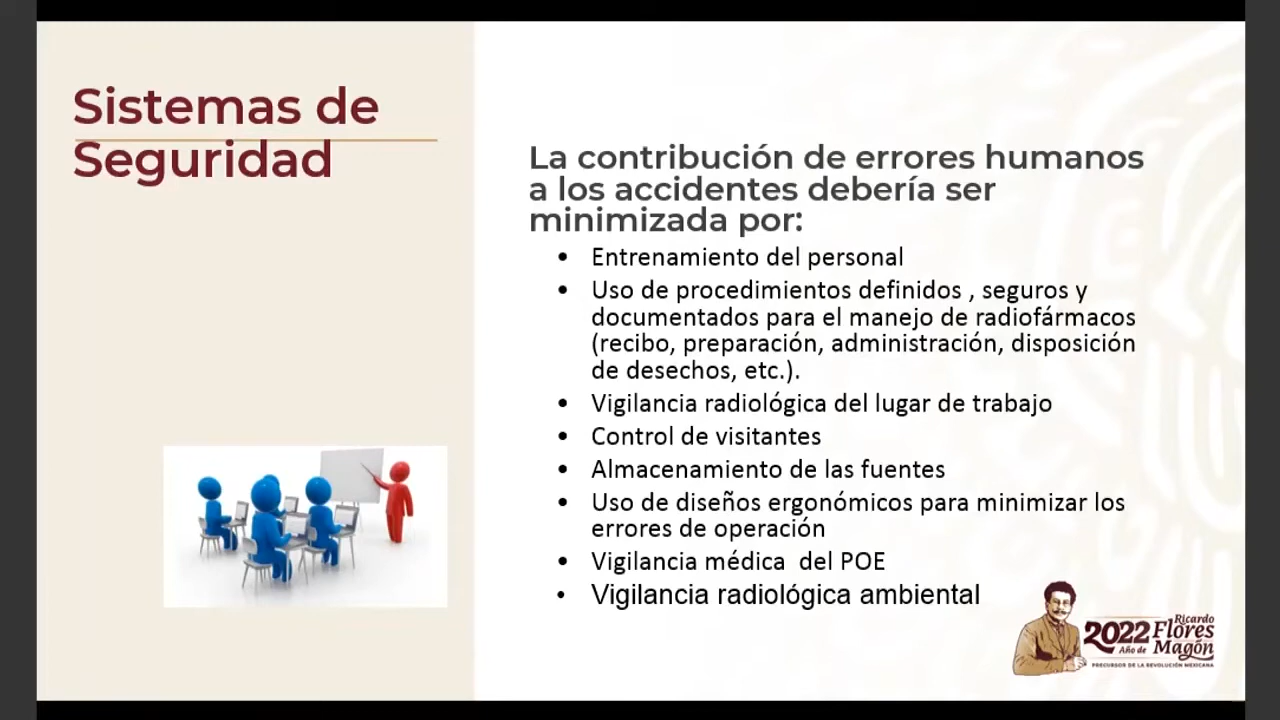 Sistemas de
Seguridad
La contribución de errores humanos
a los accidentes debería ser
minimizada por:
• Entrenamiento del personal
• Uso de procedimientos definidos , seguros y
documentados para el manejo de radiofármacos
(recibo, preparación, administración, disposición
de desechos, etc.).
• Vigilancia radiológica del lugar de trabajo
• Control de visitantes
• Almacenamiento de las fuentes
• Uso de diseños ergonómicos para minimizar los
errores de operación
• Vigilancia médica  del POE
• Vigilancia radiológica ambiental
2022 Ricardo
Flores
Año de Magón
PRECURSOR DE LA REVOLUCIÓN MEXICANA